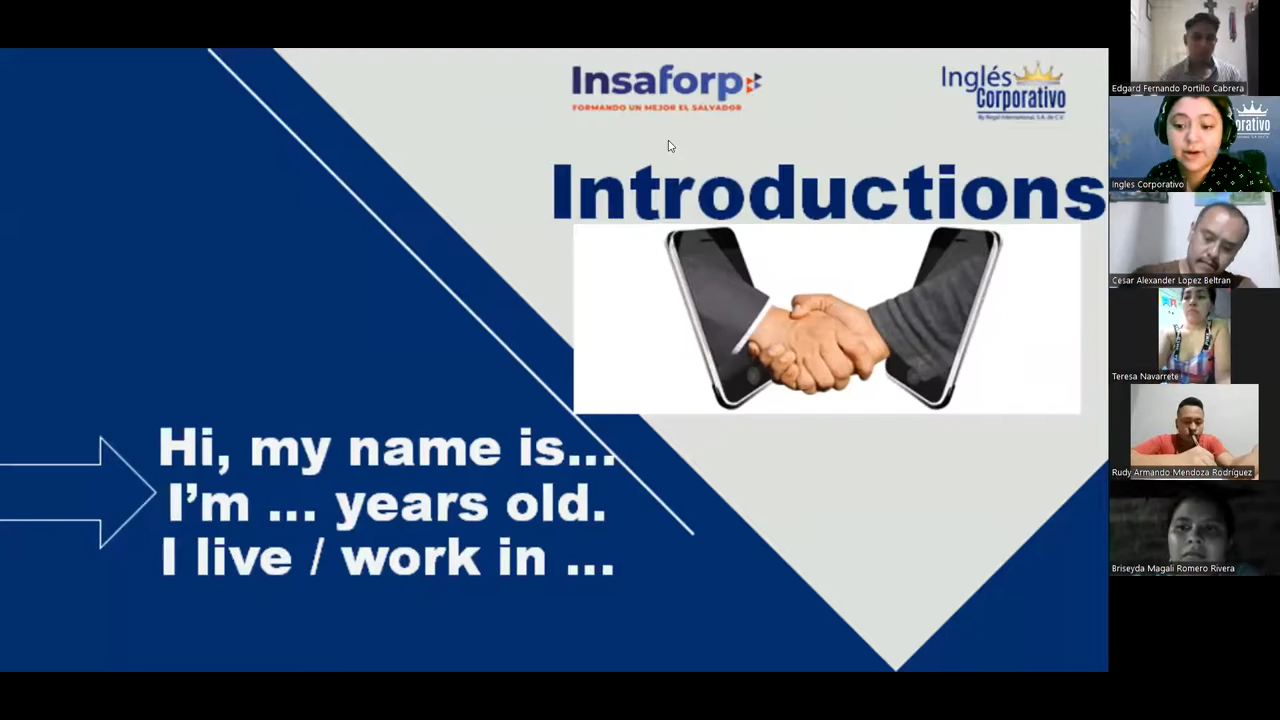 Insaforp
FORMANDO UN MEJOR EL SALVADOR
Inglés
Corporativo
By Regal International, S.A. de C.V.
Introductions
Hi, my name is...
I'm ... years old.
I live / work in ...
Edgard Fernando Portillo Cabrera
orativo
Ingles Corporativo
Cesar Alexander Lopez Beltran
Teresa Navarrete
Rudy Armando Mendoza Rodríguez
Briseyda Magali Romero Rivera